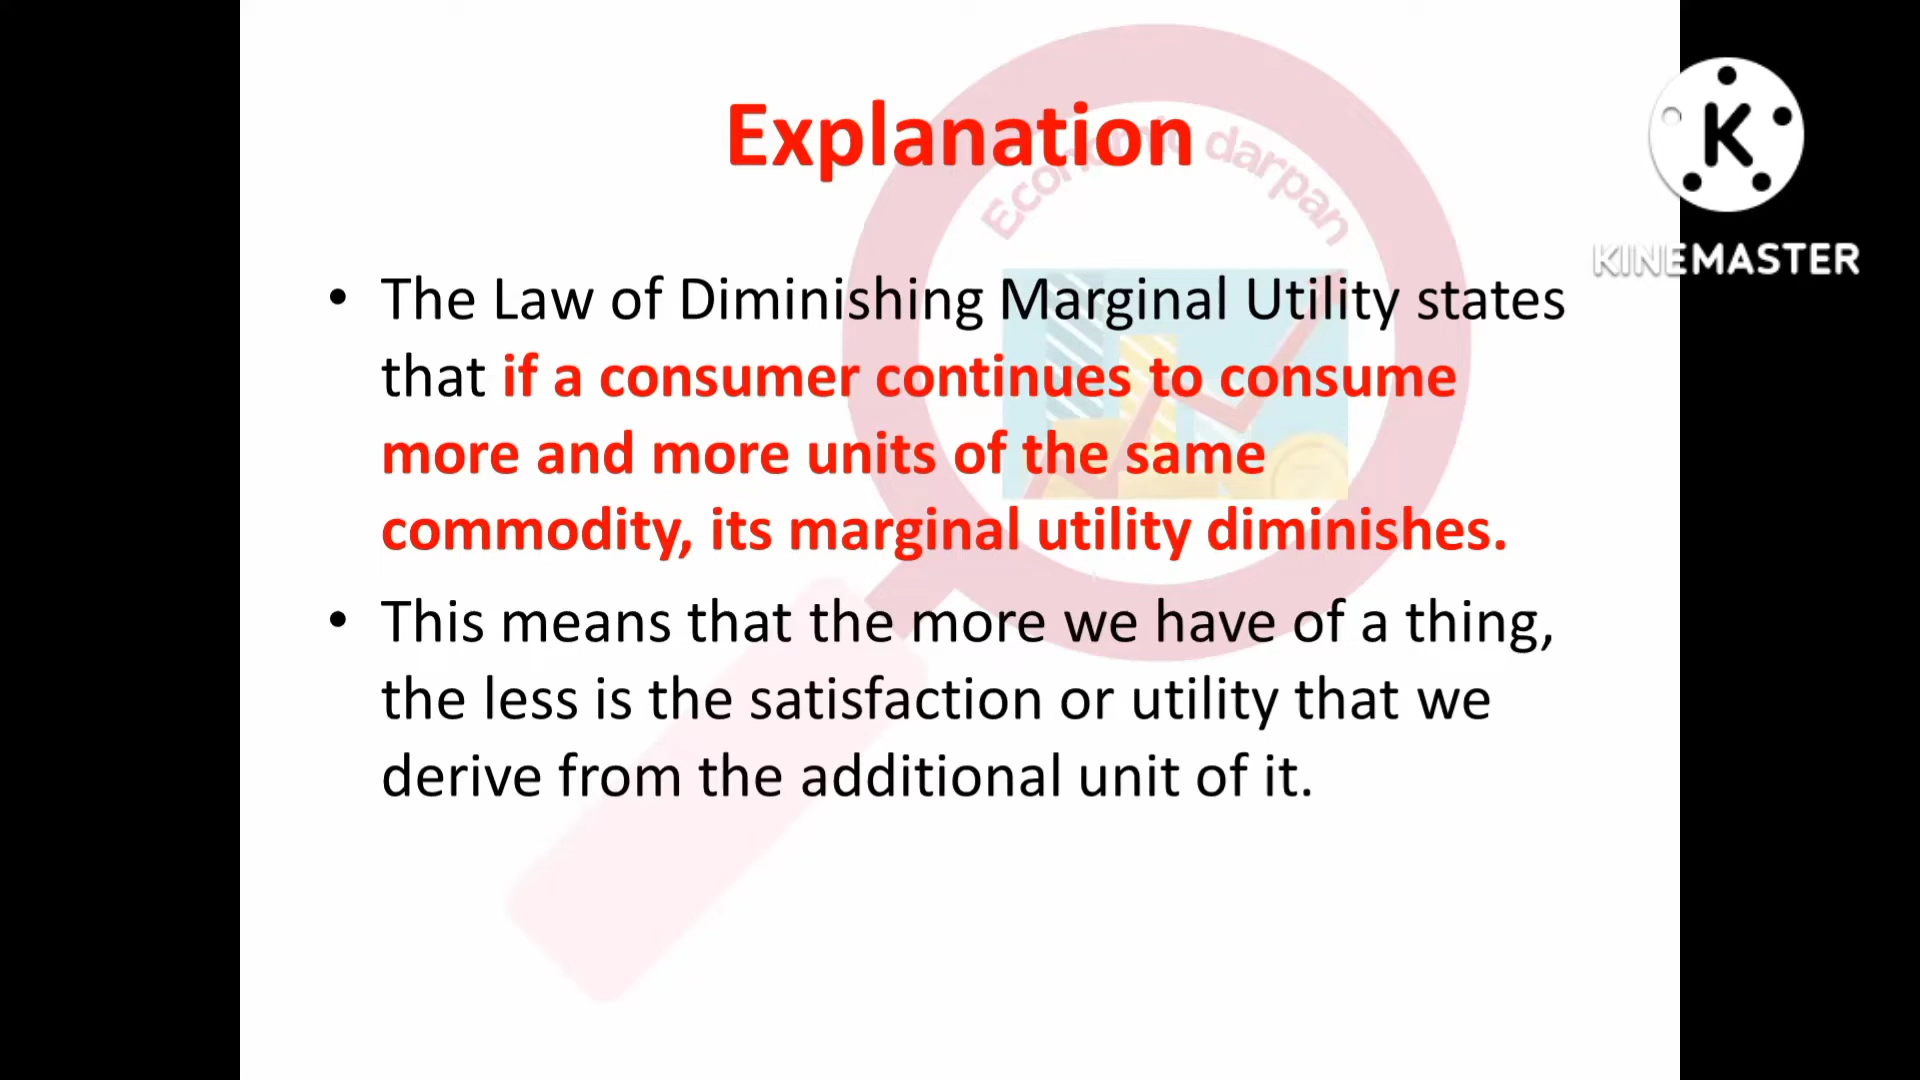 Explanation
Economic darpan
K
KINEMASTER
• The Law of Diminishing Marginal Utility states
that if a consumer continues to consume
more and more units of the same
commodity, its marginal utility diminishes.
• This means that the more we have of a thing,
the less is the satisfaction or utility that we
derive from the additional unit of it.